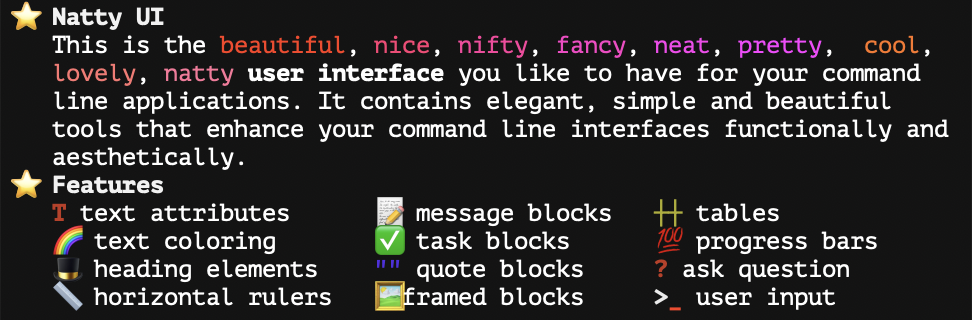 ⭐ Natty UI
This is the beautiful, nice, nifty, fancy, neat, pretty,  cool,
lovely, natty user interface you like to have for your command
line applications. It contains elegant, simple and beautiful
tools that enhance your command line interfaces functionally and
aesthetically.
⭐ Features
T text attributes 📝 message blocks ┼┼ tables
🌈 text coloring ✅ task blocks 💯 progress bars
🎩 heading elements "" quote blocks ? ask question
📏 horizontal rulers 🖼️framed blocks >_ user input